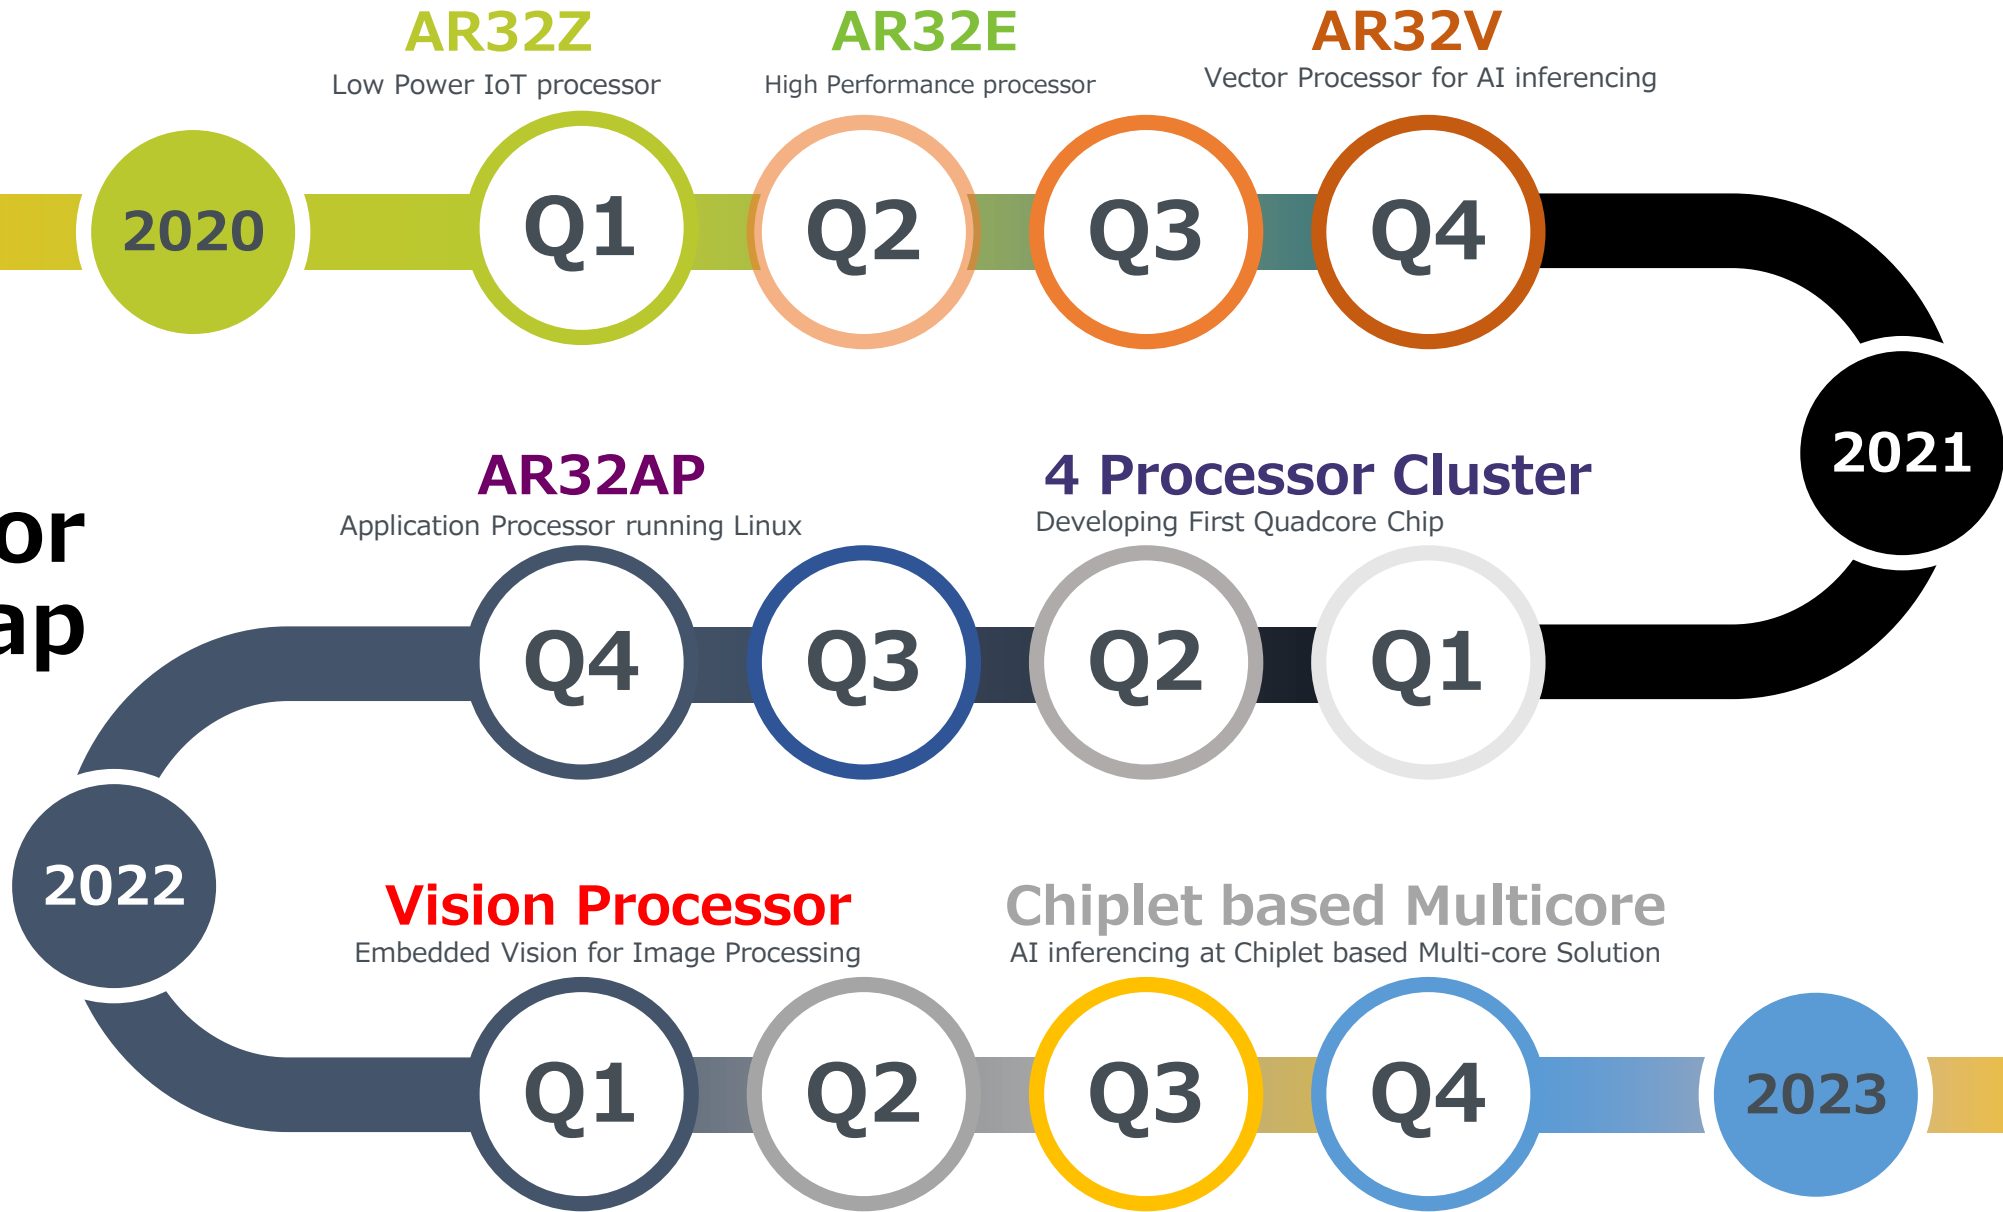 AR32Z
Low Power IoT processor
AR32E
High Performance processor
AR32V
Vector Processor for AI inferencing
2020
Q1
Q2
Q3
Q4
2021
AR32AP
Application Processor running Linux
4 Processor Cluster
Developing First Quadcore Chip
or
ap
Q4
Q3
Q2
Q1
2022
Vision Processor
Embedded Vision for Image Processing
Chiplet based Multicore
AI inferencing at Chiplet based Multi-core Solution
Q1
Q2
Q3
Q4
2023